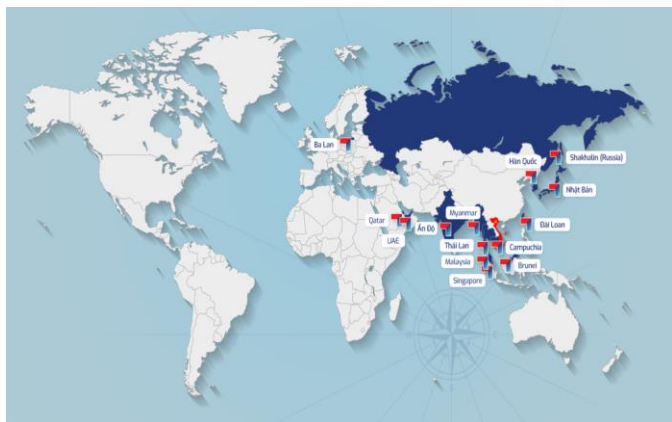 Ba Lan
Hàn Quốc
Shakhalin (Russia)
Nhật Bản
Qatar
UAE
Ấn Độ
Myanmar
Đài Loan
Thái Lan
Campuchia
Malaysia
Brunei
Singapore